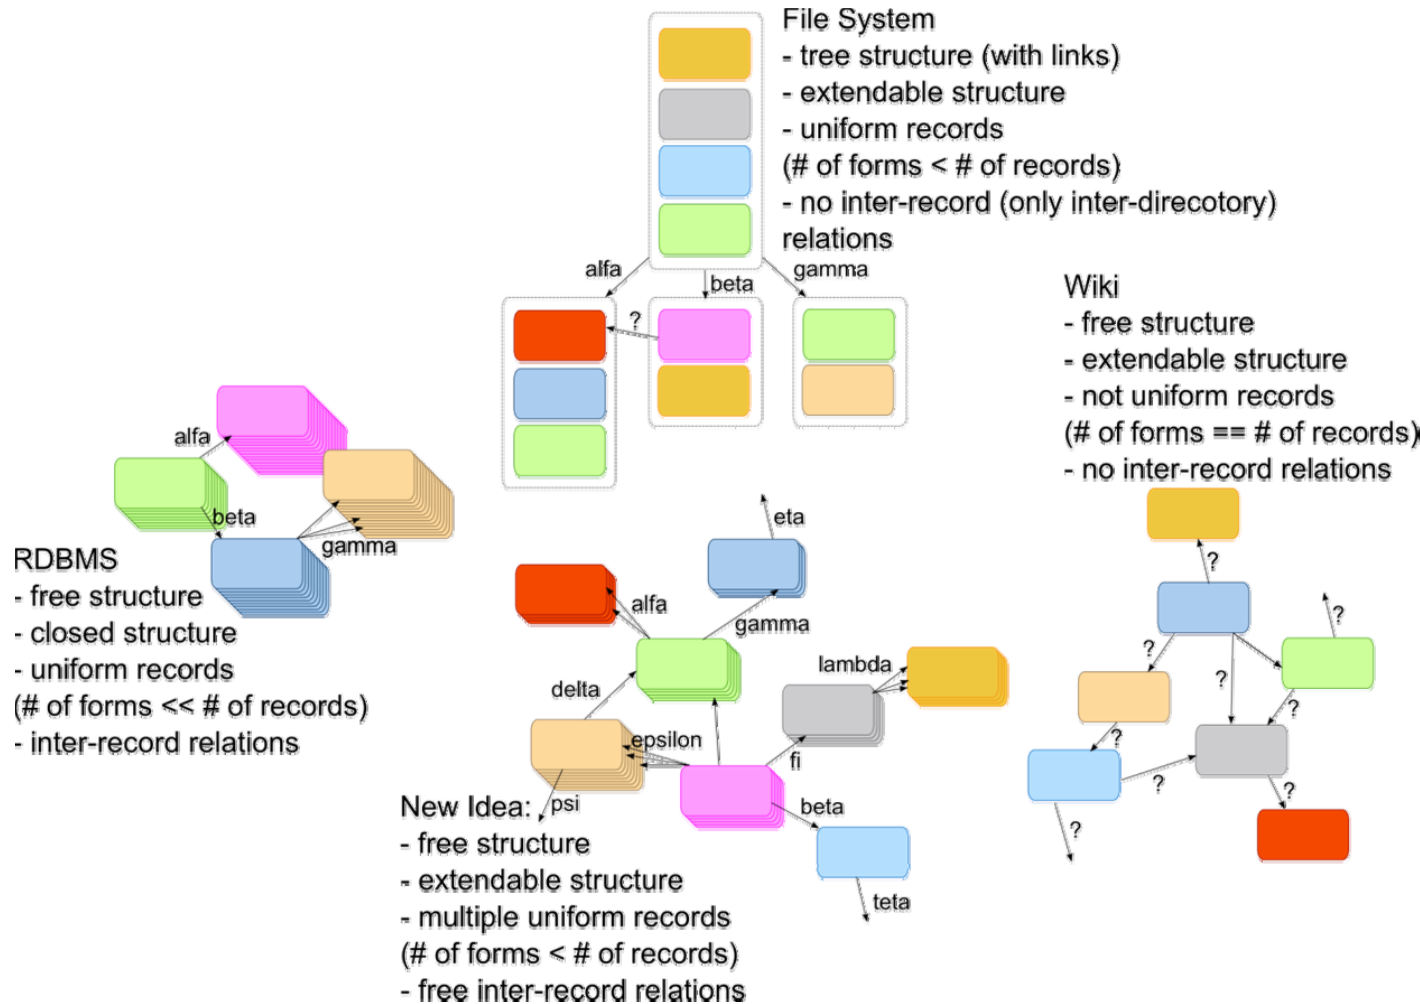 File System
- tree structure (with links)
- extendable structure
- uniform records
(# of forms < # of records)
- no inter-record (only inter-direcotory)
relations
alfa
beta
gamma
?
Wiki
- free structure
- extendable structure
- not uniform records
(# of forms == # of records)
- no inter-record relations
?
?
?
?
?
?
?
?
?
alfa
beta
gamma
RDBMS
- free structure
- closed structure
- uniform records
(# of forms << # of records)
- inter-record relations
eta
alfa
gamma
lambda
delta
epsilon
fi
psi
beta
teta
New Idea:
- free structure
- extendable structure
- multiple uniform records
(# of forms < # of records)
- free inter-record relations